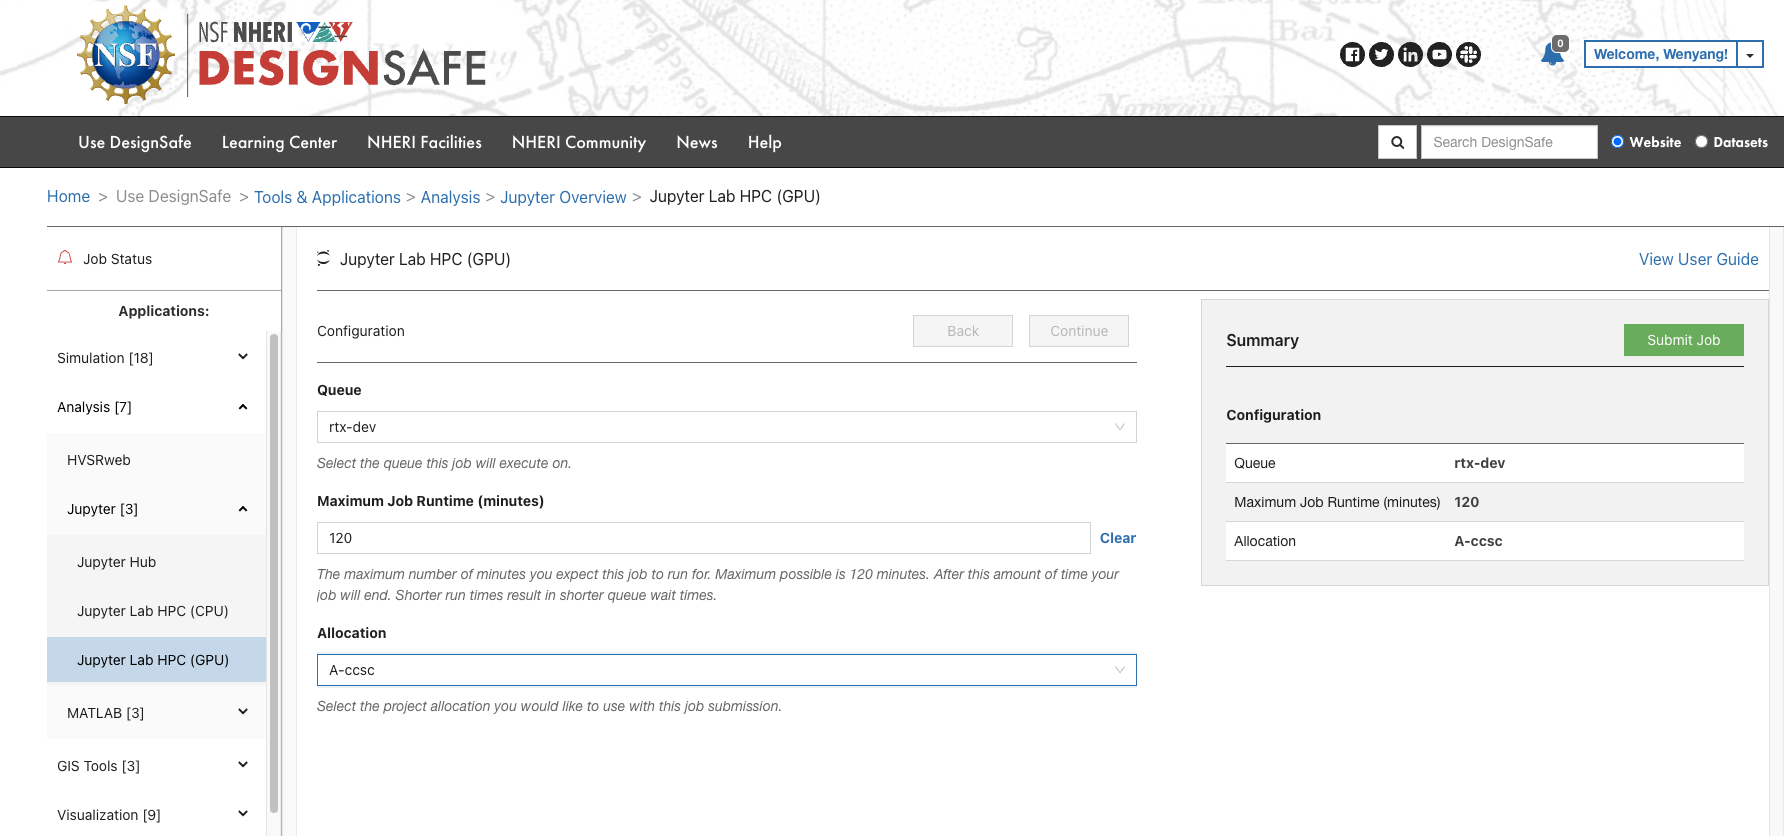 NSF NHERI
DESIGNSAFE
NSF
Bai
0
Welcome, Wenyang!
Use DesignSafe
Learning Center
NHERI Facilities
NHERI Community
News
Help
Search DesignSafe
Website
Datasets
Home > Use DesignSafe > Tools & Applications > Analysis > Jupyter Overview > Jupyter Lab HPC (GPU)
Job Status
Applications:
Simulation [18]
Analysis [7]
HVSRweb
Jupyter [3]
Jupyter Hub
Jupyter Lab HPC (CPU)
Jupyter Lab HPC (GPU)
MATLAB [3]
GIS Tools [3]
Visualization [9]
Jupyter Lab HPC (GPU)
View User Guide
Configuration
Back
Continue
Queue
rtx-dev
Select the queue this job will execute on.
Maximum Job Runtime (minutes)
120
Clear
The maximum number of minutes you expect this job to run for. Maximum possible is 120 minutes. After this amount of time your
job will end. Shorter run times result in shorter queue wait times.
Allocation
A-ccsc
Select the project allocation you would like to use with this job submission.
Summary
Submit Job
Configuration
Queue rtx-dev
Maximum Job Runtime (minutes) 120
Allocation A-ccsc